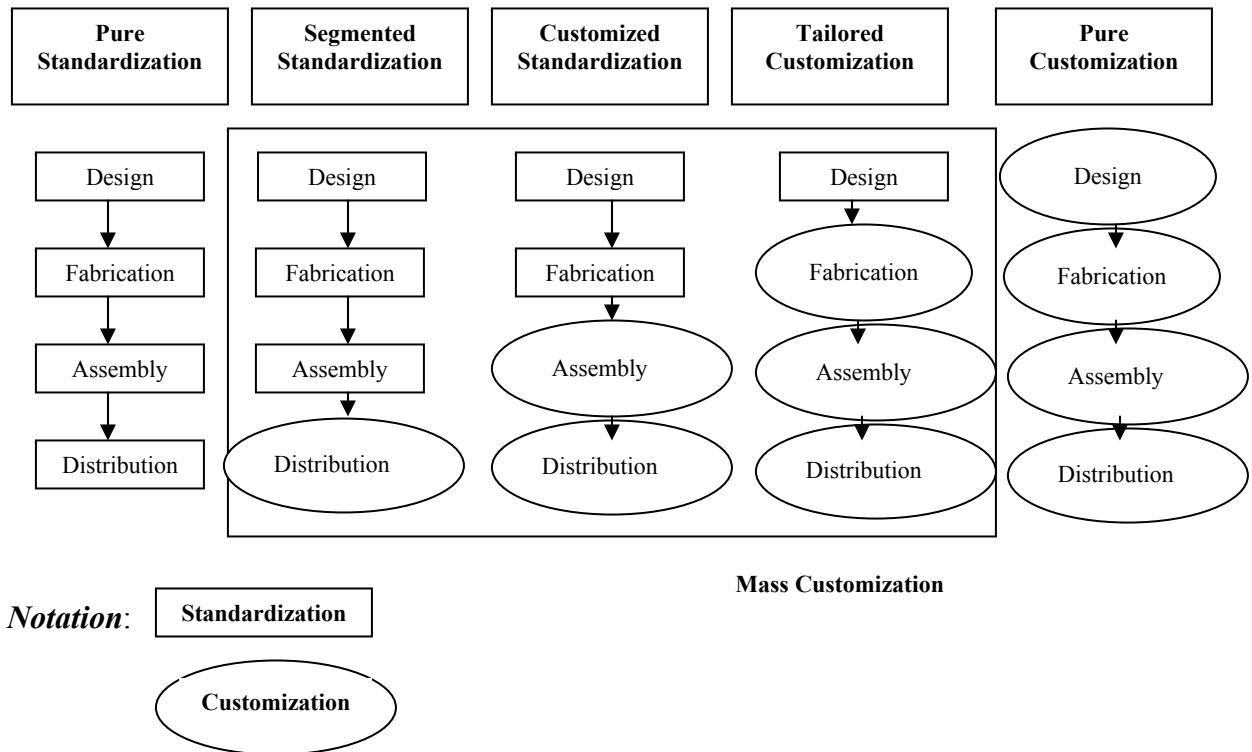 Pure
Standardization
Segmented
Standardization
Customized
Standardization
Tailored
Customization
Pure
Customization
Design
Fabrication
Assembly
Distribution
Design
Fabrication
Assembly
Distribution
Design
Fabrication
Assembly
Distribution
Design
Fabrication
Assembly
Distribution
Design
Fabrication
Assembly
Distribution
Mass Customization
Notation:
Standardization
Customization